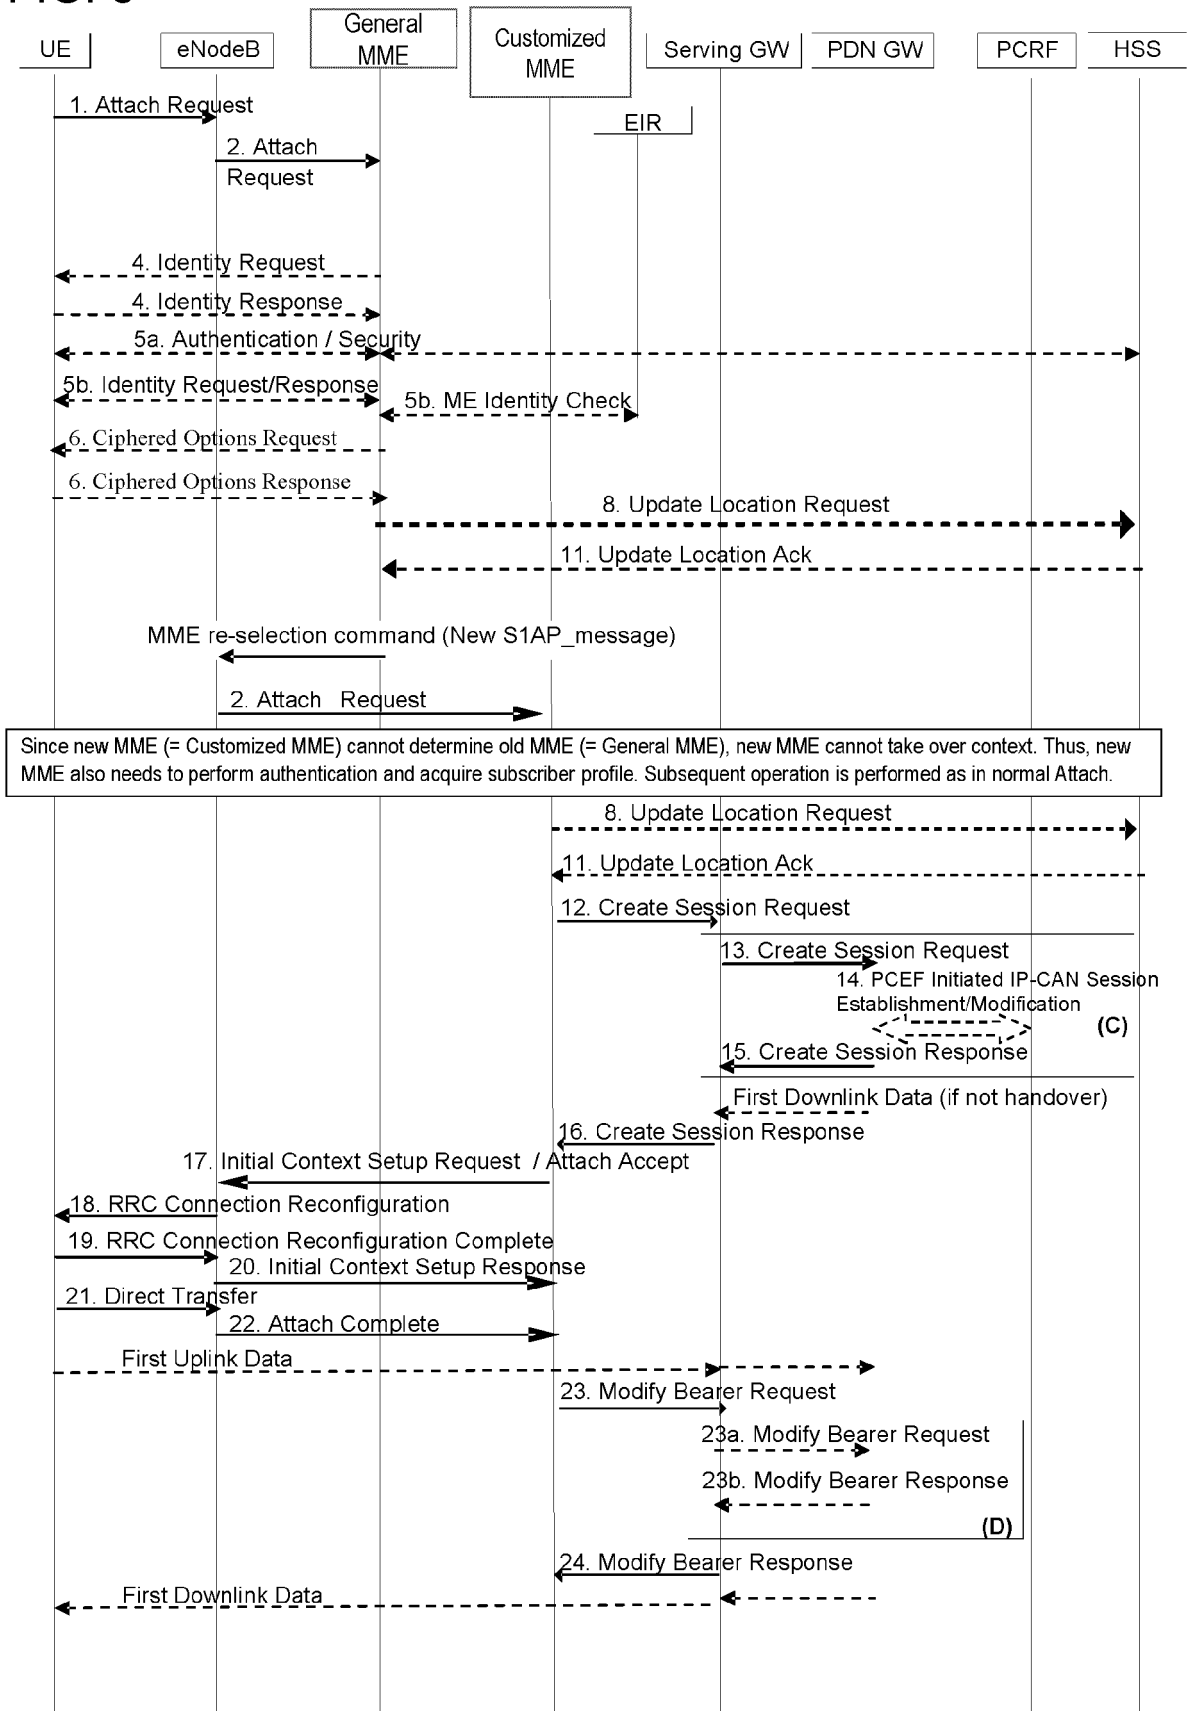 UE
eNodeB
General
MME
Customized
MME
Serving GW
PDN GW
PCRF
HSS
EIR
1. Attach Request
2. Attach
Request
4. Identity Request
4. Identity Response
5a. Authentication / Security
5b. Identity Request/Response
5b. ME Identity Check
6. Ciphered Options Request
6. Ciphered Options Response
8. Update Location Request
11. Update Location Ack
MME re-selection command (New S1AP_message)
2. Attach Request
Since new MME (= Customized MME) cannot determine old MME (= General MME), new MME cannot take over context. Thus, new
MME also needs to perform authentication and acquire subscriber profile. Subsequent operation is performed as in normal Attach.
8. Update Location Request
11. Update Location Ack
12. Create Session Request
13. Create Session Request
14. PCEF Initiated IP-CAN Session
Establishment/Modification
(C)
15. Create Session Response
First Downlink Data (if not handover)
16. Create Session Response
17. Initial Context Setup Request / Attach Accept
18. RRC Connection Reconfiguration
19. RRC Connection Reconfiguration Complete
20. Initial Context Setup Response
21. Direct Transfer
22. Attach Complete
First Uplink Data
23. Modify Bearer Request
23a. Modify Bearer Request
23b. Modify Bearer Response
(D)
24. Modify Bearer Response
First Downlink Data